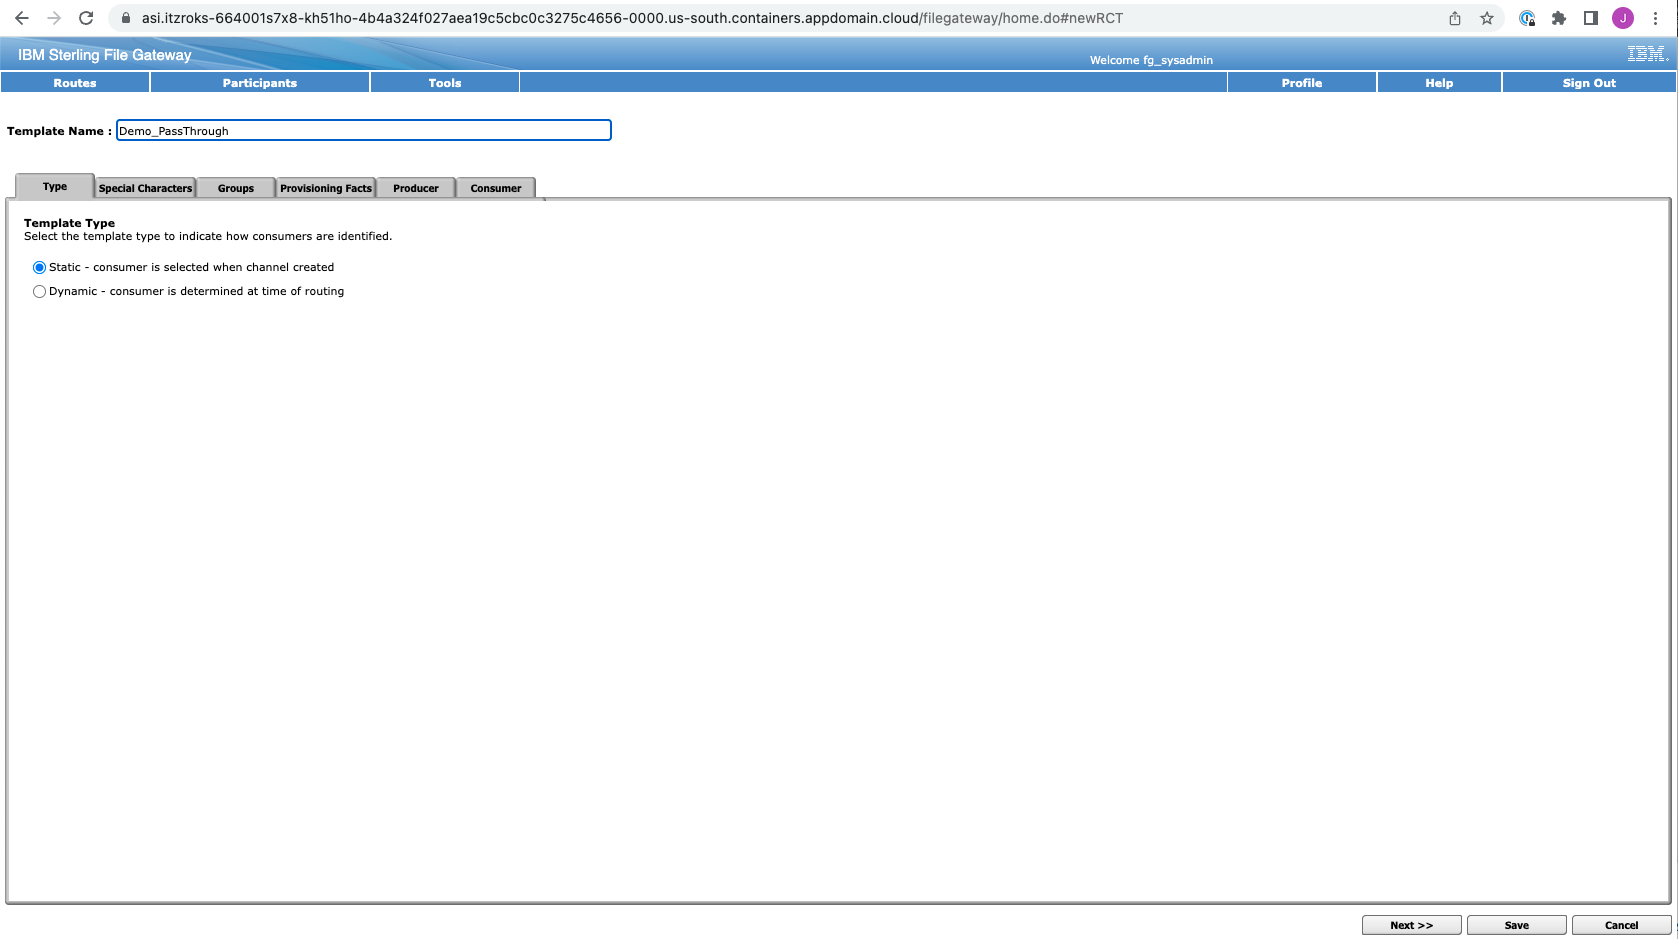 asi.itzroks-664001s7x8-kh51ho-4b4a324f027aea19c5cbc0c3275c4656-0000.us-south.containers.appdomain.cloud/filegateway/home.do#newRCT
J
IBM Sterling File Gateway
Welcome fg_sysadmin
IBM
Routes Participants Tools Profile Help Sign Out
Template Name : Demo_PassThrough
Type Special Characters Groups Provisioning Facts Producer Consumer
Template Type
Select the template type to indicate how consumers are identified.
Static - consumer is selected when channel created
Dynamic - consumer is determined at time of routing
Next >> Save Cancel